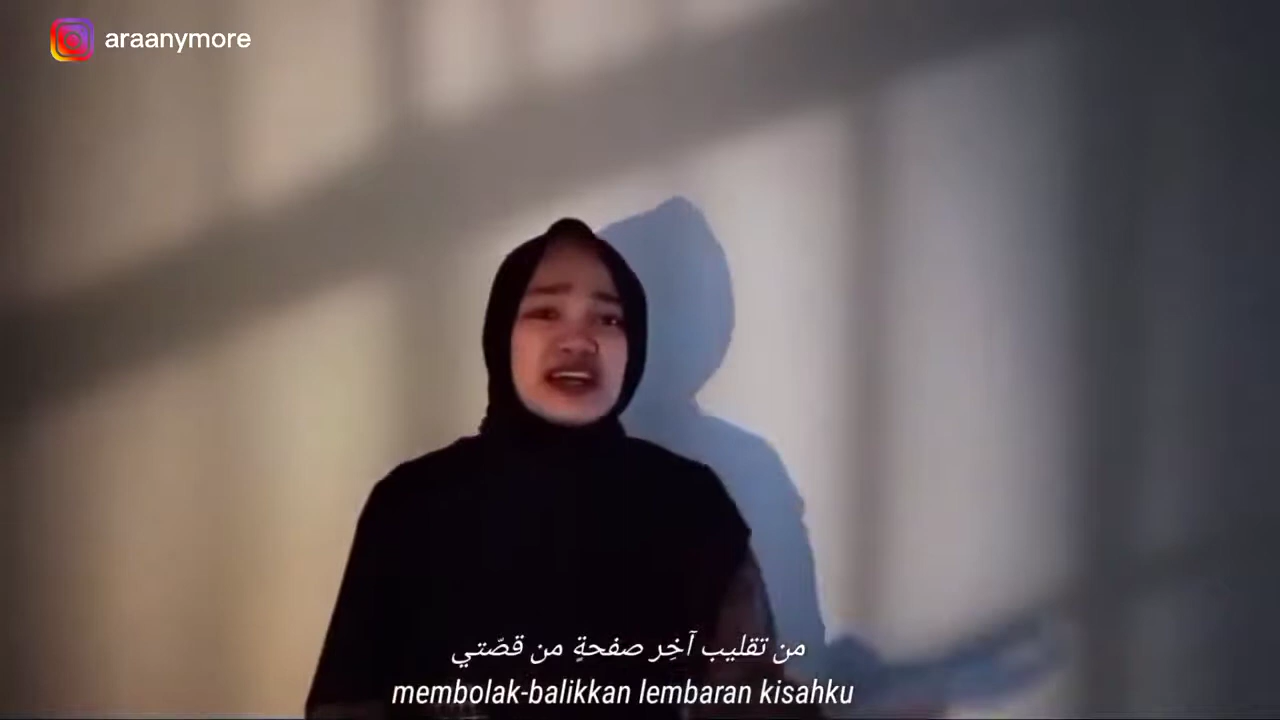 araanymore
من تقليب آخِر صفحةٍ من قصّتي
membolak-balikkan lembaran kisahku